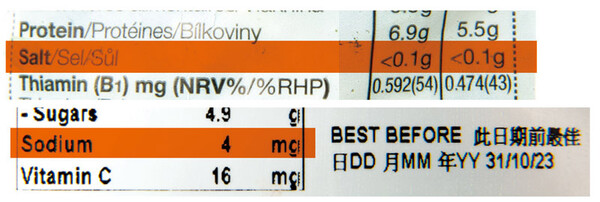 Protein/Protéines/Bílkoviny 6.9g 5.5g
Salt/Sel/Sůl <0.1g <0.1g
Thiamin (B1) mg (NRV%/%RHP) 0.592(54) 0.474(43)
- Sugars 4.9 g
Sodium 4 mg
Vitamin C 16 mg
BEST BEFORE 此日期前最佳
日DD 月MM 年YY 31/10/23